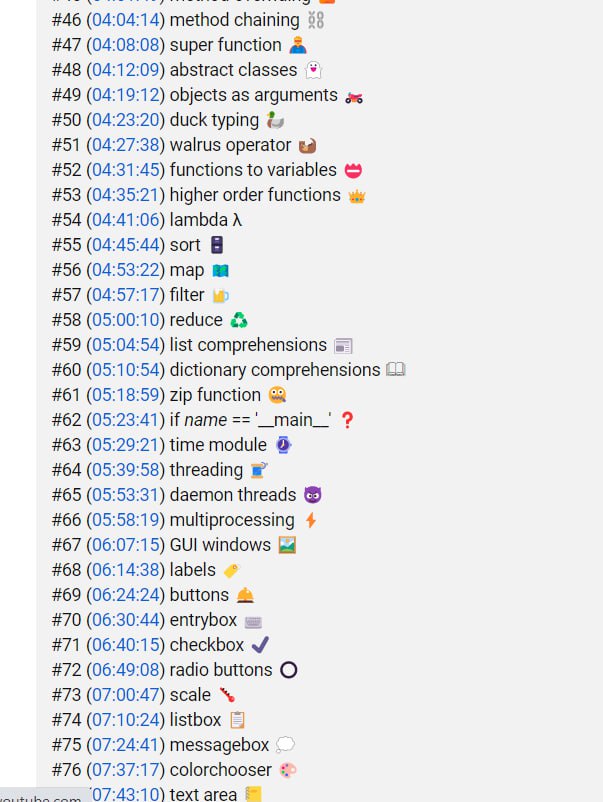 #46 (04:04:14) method chaining ⛓️
#47 (04:08:08) super function 🦸‍♂️
#48 (04:12:09) abstract classes 👻
#49 (04:19:12) objects as arguments 🏍️
#50 (04:23:20) duck typing 🦆
#51 (04:27:38) walrus operator 🦦
#52 (04:31:45) functions to variables 📛
#53 (04:35:21) higher order functions 👑
#54 (04:41:06) lambda λ
#55 (04:45:44) sort 🗄️
#56 (04:53:22) map 🗺️
#57 (04:57:17) filter 🍺
#58 (05:00:10) reduce ♻️
#59 (05:04:54) list comprehensions 📰
#60 (05:10:54) dictionary comprehensions 📖
#61 (05:18:59) zip function 🤐
#62 (05:23:41) if name == '__main__' ❓
#63 (05:29:21) time module ⌚
#64 (05:39:58) threading 🧵
#65 (05:53:31) daemon threads 😈
#66 (05:58:19) multiprocessing ⚡
#67 (06:07:15) GUI windows 🖼️
#68 (06:14:38) labels 🏷️
#69 (06:24:24) buttons 🛎️
#70 (06:30:44) entrybox ⌨️
#71 (06:40:15) checkbox ✔️
#72 (06:49:08) radio buttons ⭕
#73 (07:00:47) scale 🌡️
#74 (07:10:24) listbox 📋
#75 (07:24:41) messagebox 💭
#76 (07:37:17) colorchooser 🎨
07:43:10) text area 📒